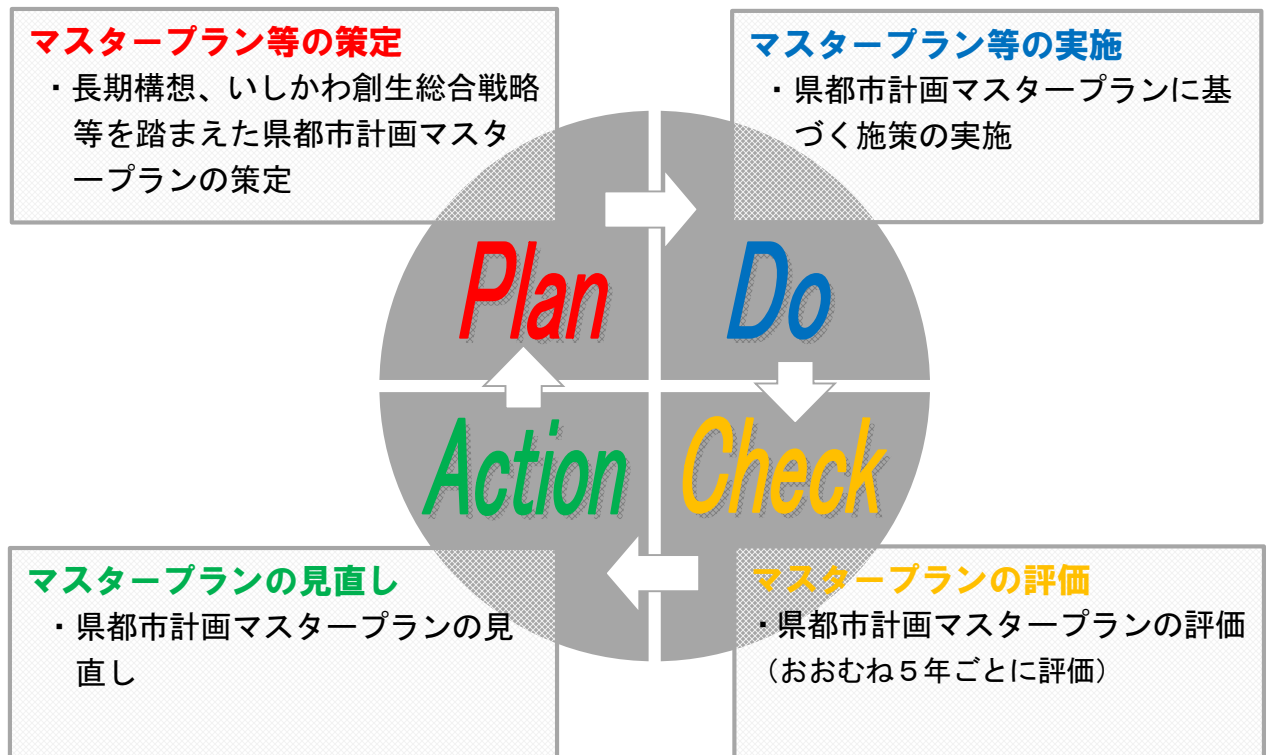 マスタープラン等の策定
・長期構想、いしかわ創生総合戦略
等を踏まえた県都市計画マスタ
ープランの策定
マスタープラン等の実施
・県都市計画マスタープランに基
づく施策の実施
Plan
Do
Action
Check
マスタープランの見直し
・県都市計画マスタープランの見
直し
マスタープランの評価
・県都市計画マスタープランの評価
（おおむね５年ごとに評価）